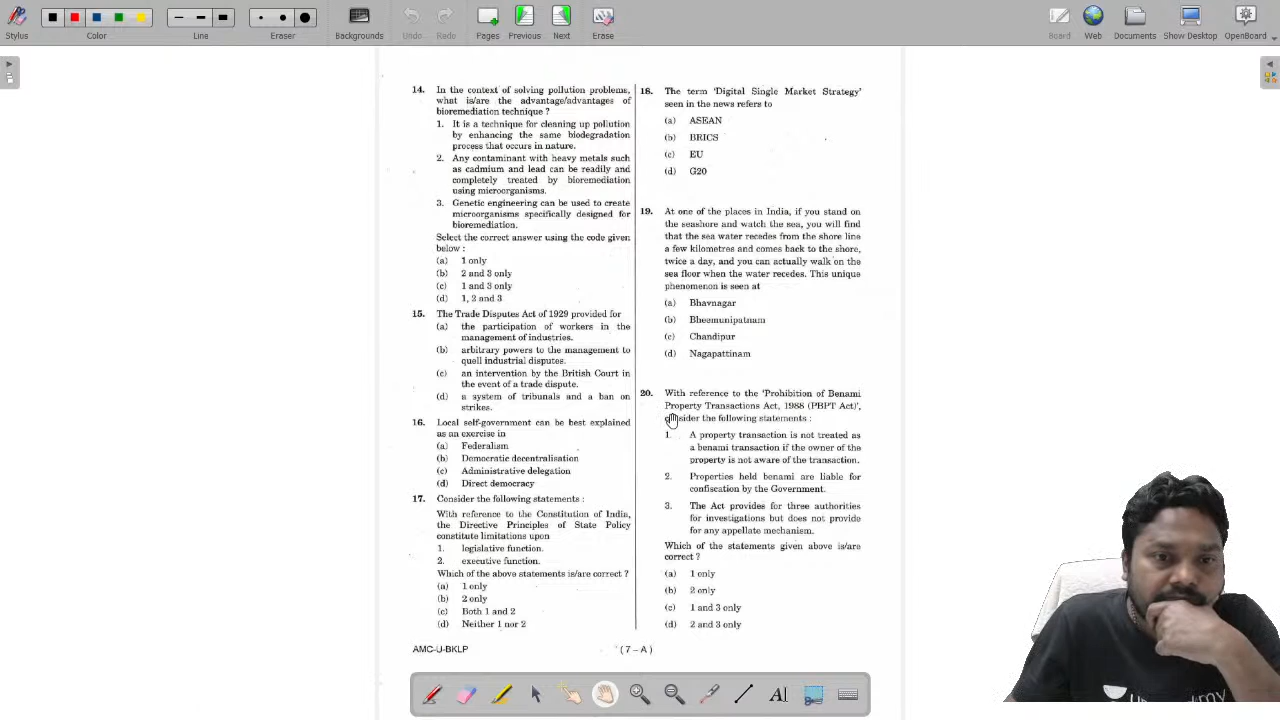 Stylus
Color
Line
Eraser
Backgrounds
Undo
Redo
Pages
Previous
Next
Erase
Board
Web
Documents
Show Desktop
OpenBoard
14. In the context of solving pollution problems,
what is/are the advantage/advantages of
bioremediation technique ?
1. It is a technique for cleaning up pollution
by enhancing the same biodegradation
process that occurs in nature.
2. Any contaminant with heavy metals such
as cadmium and lead can be readily and
completely treated by bioremediation
using microorganisms.
3. Genetic engineering can be used to create
microorganisms specifically designed for
bioremediation.
Select the correct answer using the code given
below :
(a) 1 only
(b) 2 and 3 only
(c) 1 and 3 only
(d) 1, 2 and 3
15. The Trade Disputes Act of 1929 provided for
(a) the participation of workers in the
management of industries.
(b) arbitrary powers to the management to
quell industrial disputes.
(c) an intervention by the British Court in
the event of a trade dispute.
(d) a system of tribunals and a ban on
strikes.
16. Local self-government can be best explained
as an exercise in
(a) Federalism
(b) Democratic decentralisation
(c) Administrative delegation
(d) Direct democracy
17. Consider the following statements :
With reference to the Constitution of India,
the Directive Principles of State Policy
constitute limitations upon
1. legislative function.
2. executive function.
Which of the above statements is/are correct ?
(a) 1 only
(b) 2 only
(c) Both 1 and 2
(d) Neither 1 nor 2
18. The term 'Digital Single Market Strategy'
seen in the news refers to
(a) ASEAN
(b) BRICS
(c) EU
(d) G20
19. At one of the places in India, if you stand on
the seashore and watch the sea, you will find
that the sea water recedes from the shore line
a few kilometres and comes back to the shore,
twice a day, and you can actually walk on the
sea floor when the water recedes. This unique
phenomenon is seen at
(a) Bhavnagar
(b) Bheemunipatnam
(c) Chandipur
(d) Nagapattinam
20. With reference to the 'Prohibition of Benami
Property Transactions Act, 1988 (PBPT Act)',
consider the following statements :
1. A property transaction is not treated as
a benami transaction if the owner of the
property is not aware of the transaction.
2. Properties held benami are liable for
confiscation by the Government.
3. The Act provides for three authorities
for investigations but does not provide
for any appellate mechanism.
Which of the statements given above is/are
correct ?
(a) 1 only
(b) 2 only
(c) 1 and 3 only
(d) 2 and 3 only
AMC-U-BKLP
( 7 – A )